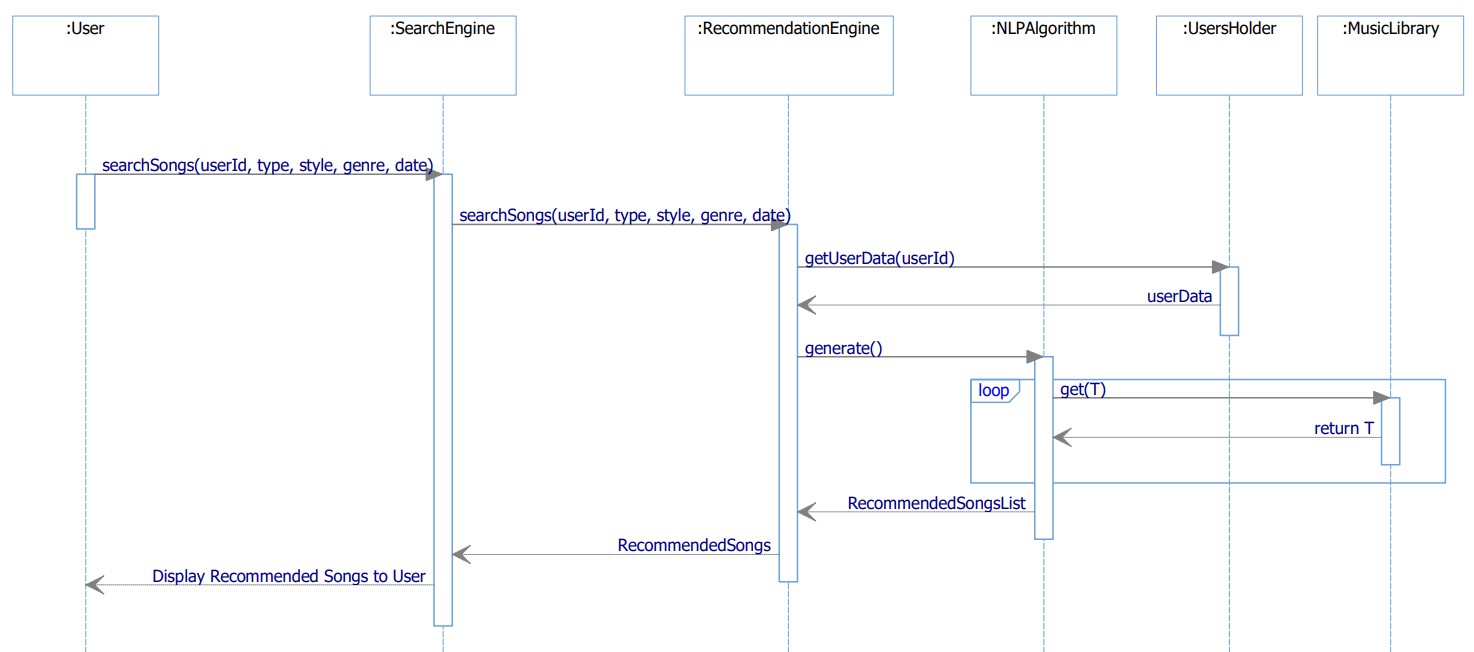 :User
:SearchEngine
:RecommendationEngine
:NLPAlgorithm
:UsersHolder
:MusicLibrary
searchSongs(userId, type, style, genre, date)
searchSongs(userId, type, style, genre, date)
getUserData(userId)
userData
generate()
loop
get(T)
return T
RecommendedSongsList
RecommendedSongs
Display Recommended Songs to User